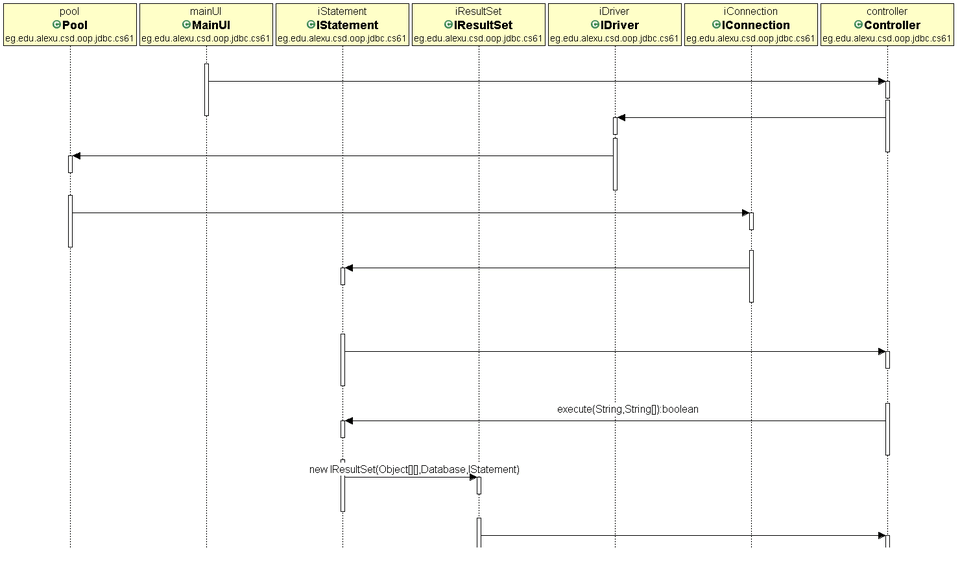 pool
Pool
eg.edu.alexu.csd.oop.jdbc.cs61
mainUI
MainUI
eg.edu.alexu.csd.oop.jdbc.cs61
iStatement
IStatement
eg.edu.alexu.csd.oop.jdbc.cs61
iResultSet
IResultSet
eg.edu.alexu.csd.oop.jdbc.cs61
iDriver
IDriver
eg.edu.alexu.csd.oop.jdbc.cs61
iConnection
IConnection
eg.edu.alexu.csd.oop.jdbc.cs61
controller
Controller
eg.edu.alexu.csd.oop.jdbc.cs61
execute(String,String[]):boolean
new IResultSet(Object[][],Database,IStatement)